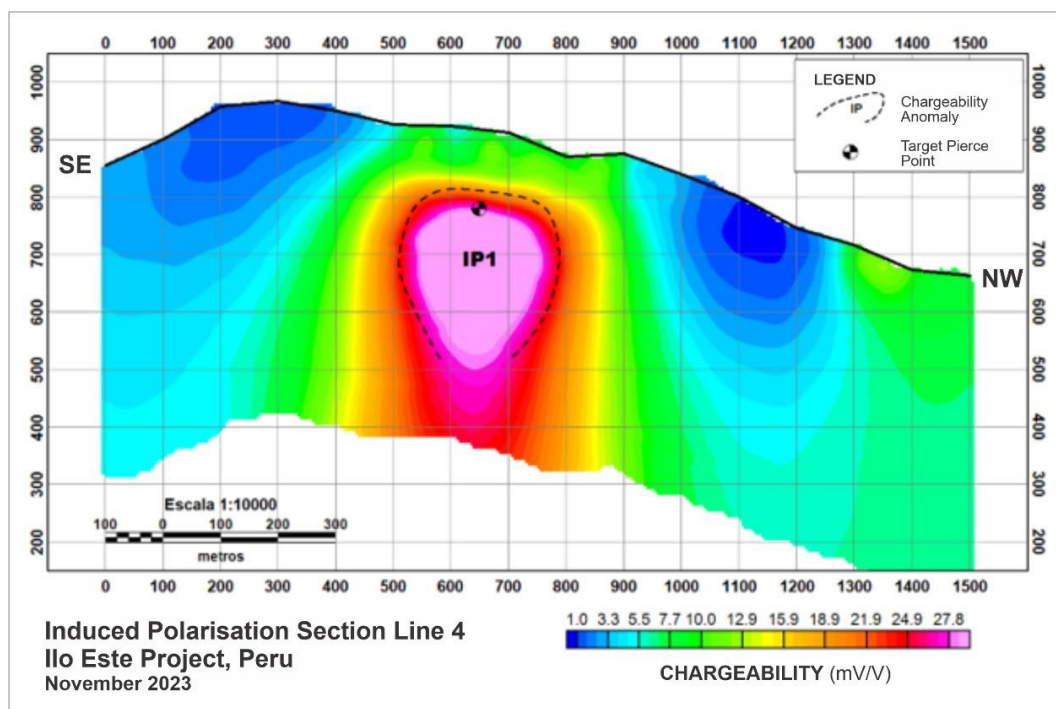 0 100 200 300 400 500 600 700 800 900 1000 1100 1200 1300 1400 1500
1000
900
800
700
600
500
400
300
200
1000
900
800
700
600
500
400
300
200
LEGEND
IP
Chargeability
Anomaly
Target Pierce
Point
SE
NW
IP1
Escala 1:10000
100 0 100 200 300
metros
0 100 200 300 400 500 600 700 800 900 1000 1100 1200 1300 1400 1500
Induced Polarisation Section Line 4
Ilo Este Project, Peru
November 2023
1.0 3.3 5.5 7.7 10.0 12.9 15.9 18.9 21.9 24.9 27.8
CHARGEABILITY (mV/V)